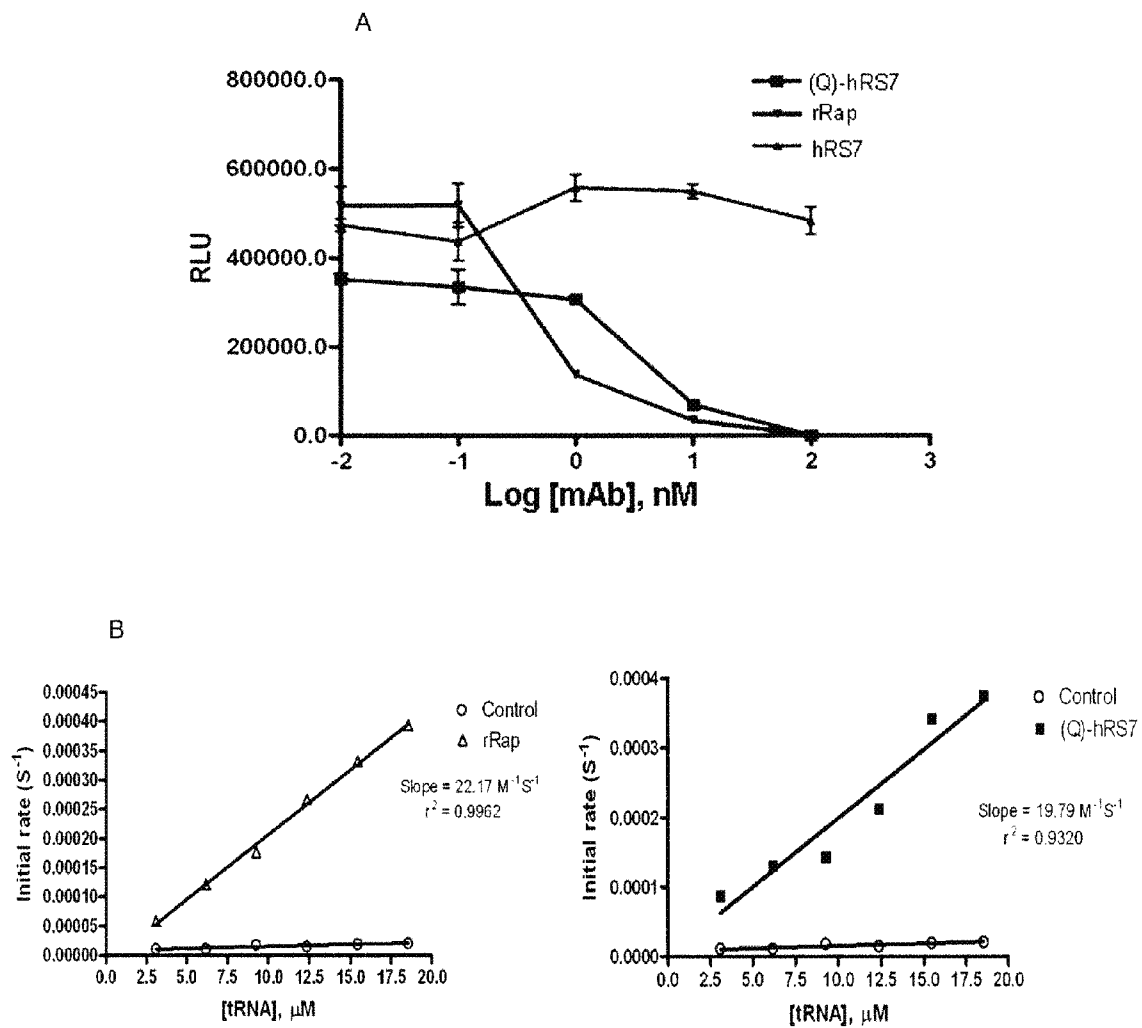 A
800000.0
600000.0
400000.0
200000.0
0.0
RLU
-2 -1 0 1 2 3
Log [mAb], nM
(Q)-hRS7
rRap
hRS7
B
0.00045
0.00040
0.00035
0.00030
0.00025
0.00020
0.00015
0.00010
0.00005
0.00000
Initial rate (S⁻¹)
0.0 2.5 5.0 7.5 10.0 12.5 15.0 17.5 20.0
[tRNA], μM
Control
rRap
Slope = 22.17 M⁻¹S⁻¹
r² = 0.9962
0.0004
0.0003
0.0002
0.0001
0.0000
Initial rate (S⁻¹)
0.0 2.5 5.0 7.5 10.0 12.5 15.0 17.5 20.0
[tRNA], μM
Control
(Q)-hRS7
Slope = 19.79 M⁻¹S⁻¹
r² = 0.9320